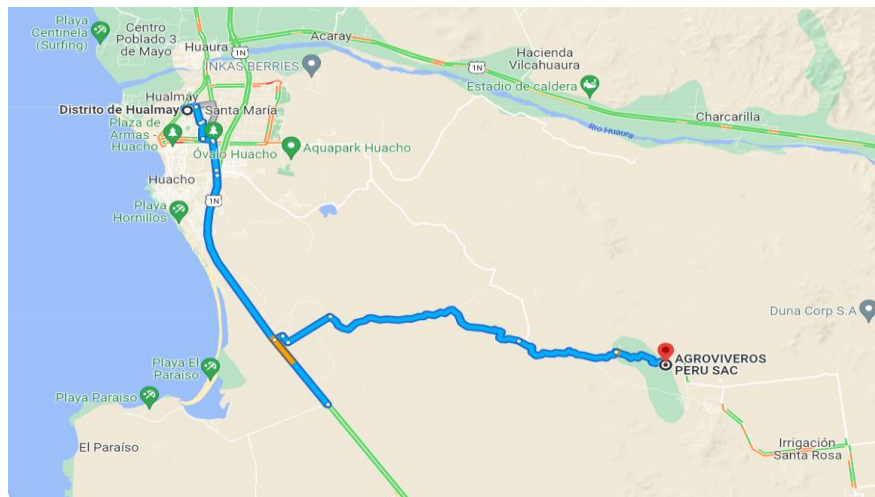 Playa
Centinela
(Surfing)
Centro
Poblado 3
de Mayo
Huaura
1N
Acaray
INKAS BERRIES
1N
Hacienda
Vilcahuaura
Estadio de caldera
Charcarilla
Río Huaura
Hualmay
Distrito de Hualmay
Santa María
Plaza de
Armas -
Huacho
Óvalo Huacho
Aquapark Huacho
Huacho
1N
Playa
Hornillos
Duna Corp S.A
AGROVIVEROS
PERU SAC
Playa El
Paraíso
Playa Paraiso
El Paraíso
Irrigación
Santa Rosa